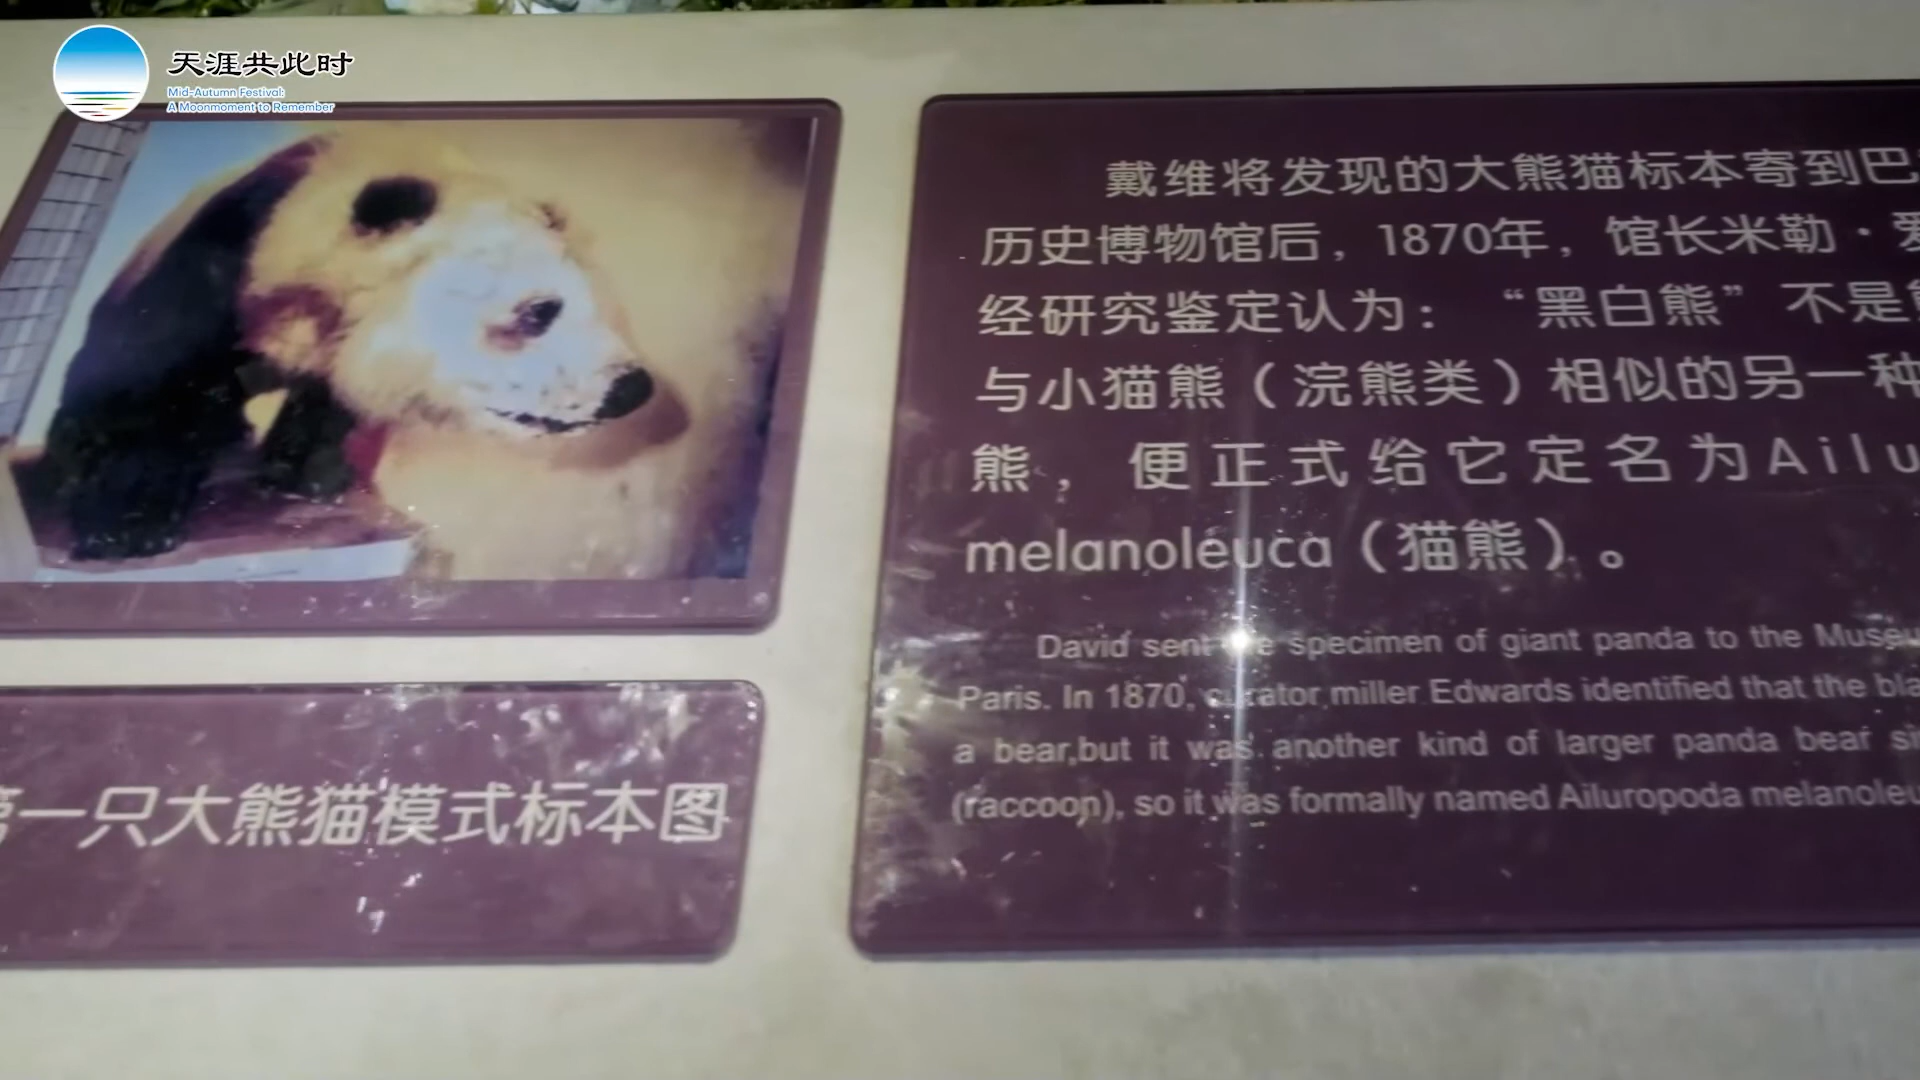 天涯共此时
Mid-Autumn Festival:
A Moonmoment to Remember
戴维将发现的大熊猫标本寄到巴
历史博物馆后，1870年，馆长米勒·爱
经研究鉴定认为：“黑白熊”不是熊
与小猫熊（浣熊类）相似的另一种
熊，便正式给它定名为Ailu
melanoleuca（猫熊）。
David sent the specimen of giant panda to the Museu
Paris. In 1870, curator miller Edwards identified that the bla
a bear,but it was another kind of larger panda bear si
(raccoon), so it was formally named Ailuropoda melanoleu
第一只大熊猫模式标本图